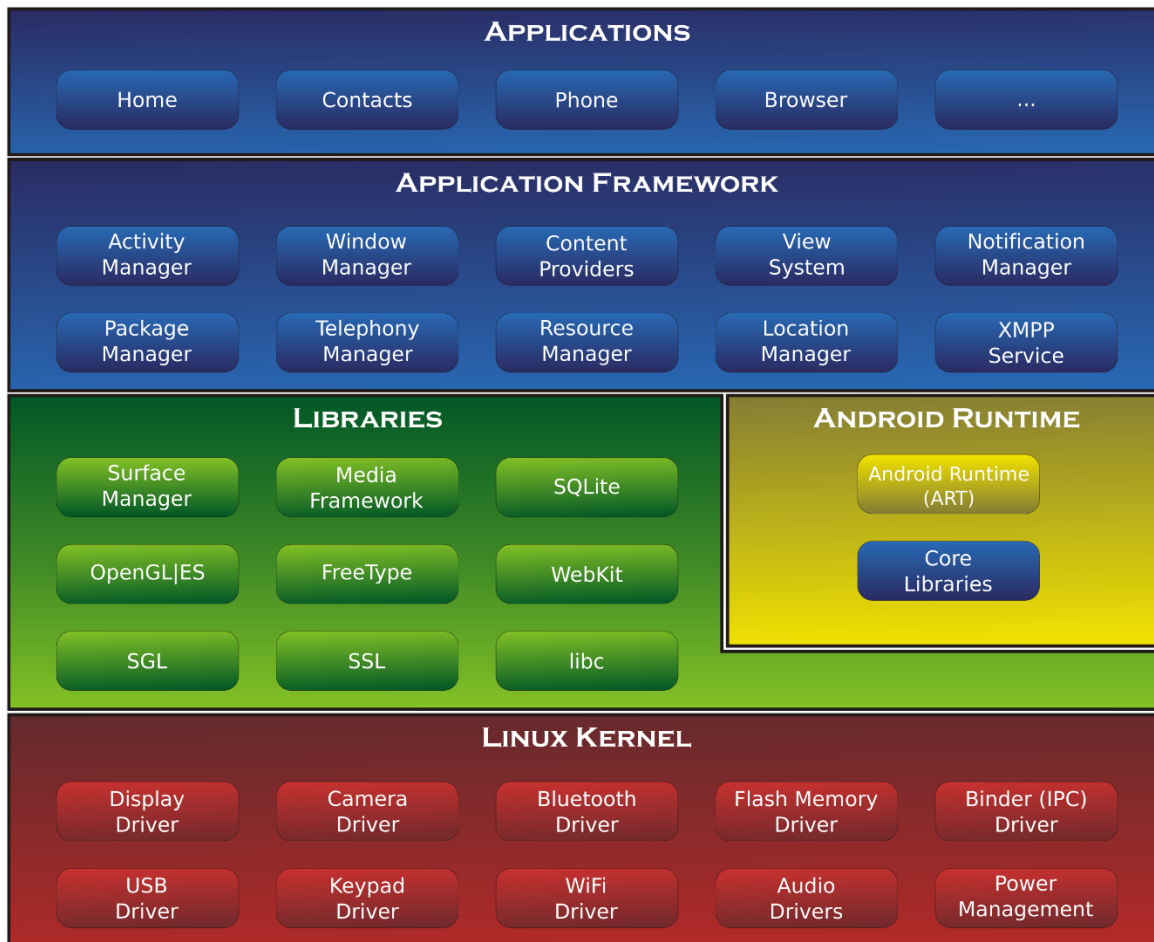 APPLICATIONS
Home
Contacts
Phone
Browser
...
APPLICATION FRAMEWORK
Activity
Manager
Window
Manager
Content
Providers
View
System
Notification
Manager
Package
Manager
Telephony
Manager
Resource
Manager
Location
Manager
XMPP
Service
LIBRARIES
Surface
Manager
Media
Framework
SQLite
OpenGL|ES
FreeType
WebKit
SGL
SSL
libc
ANDROID RUNTIME
Android Runtime
(ART)
Core
Libraries
LINUX KERNEL
Display
Driver
Camera
Driver
Bluetooth
Driver
Flash Memory
Driver
Binder (IPC)
Driver
USB
Driver
Keypad
Driver
WiFi
Driver
Audio
Drivers
Power
Management